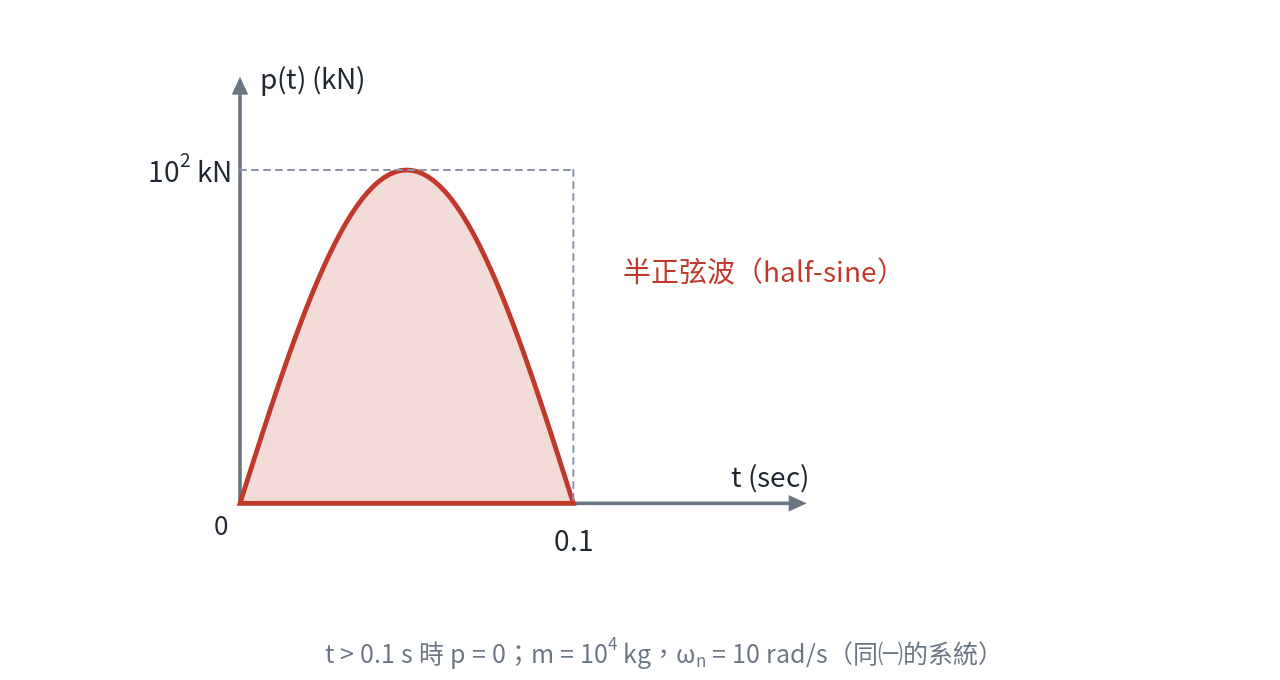 p(t) (kN)
10² kN
半正弦波（half-sine）
t (sec)
0
0.1
t > 0.1 s 時 p = 0；m = 10⁴ kg，ωₙ = 10 rad/s（同㈠的系統）